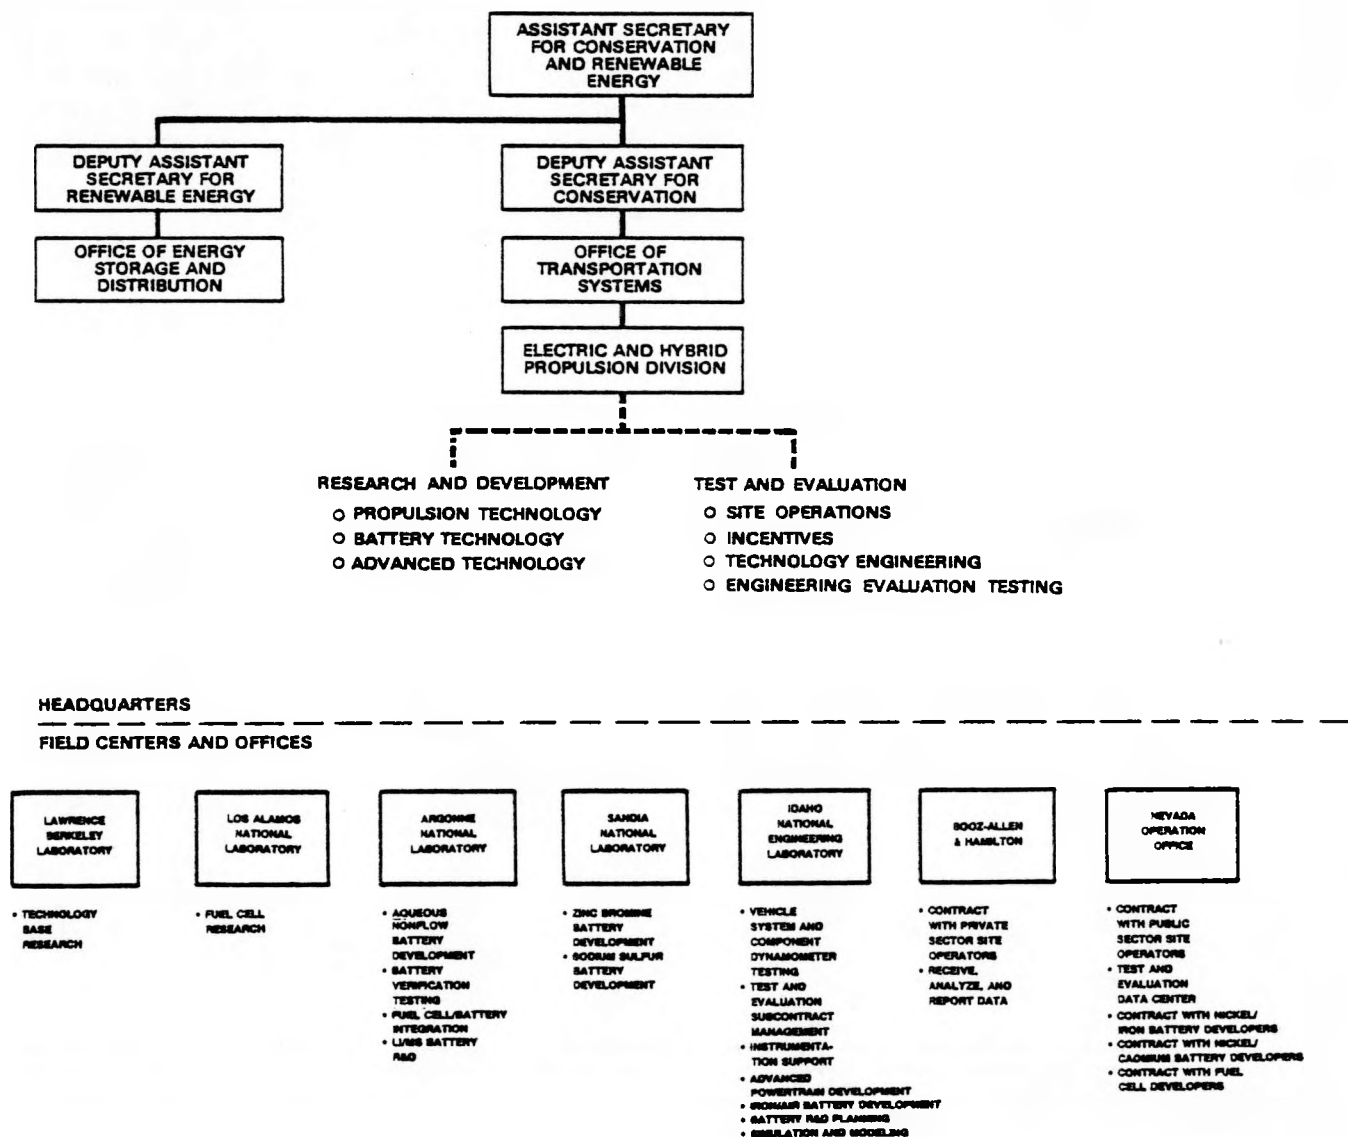 ASSISTANT SECRETARY
FOR CONSERVATION
AND RENEWABLE
ENERGY
DEPUTY ASSISTANT
SECRETARY FOR
RENEWABLE ENERGY
DEPUTY ASSISTANT
SECRETARY FOR
CONSERVATION
OFFICE OF ENERGY
STORAGE AND
DISTRIBUTION
OFFICE OF
TRANSPORTATION
SYSTEMS
ELECTRIC AND HYBRID
PROPULSION DIVISION
RESEARCH AND DEVELOPMENT
○ PROPULSION TECHNOLOGY
○ BATTERY TECHNOLOGY
○ ADVANCED TECHNOLOGY
TEST AND EVALUATION
○ SITE OPERATIONS
○ INCENTIVES
○ TECHNOLOGY ENGINEERING
○ ENGINEERING EVALUATION TESTING
HEADQUARTERS
FIELD CENTERS AND OFFICES
LAWRENCE
BERKELEY
LABORATORY
• TECHNOLOGY
BASE
RESEARCH
LOS ALAMOS
NATIONAL
LABORATORY
• FUEL CELL
RESEARCH
ARGONNE
NATIONAL
LABORATORY
• AQUEOUS
NONFLOW
BATTERY
DEVELOPMENT
• BATTERY
VERIFICATION
TESTING
• FUEL CELL/BATTERY
INTEGRATION
• LI/MS BATTERY
R&D
SANDIA
NATIONAL
LABORATORY
• ZINC BROMINE
BATTERY
DEVELOPMENT
• SODIUM SULFUR
BATTERY
DEVELOPMENT
IDAHO
NATIONAL
ENGINEERING
LABORATORY
• VEHICLE
SYSTEM AND
COMPONENT
DYNAMOMETER
TESTING
• TEST AND
EVALUATION
SUBCONTRACT
MANAGEMENT
• INSTRUMENTA-
TION SUPPORT
• ADVANCED
POWERTRAIN DEVELOPMENT
• IRON/AIR BATTERY DEVELOPMENT
• BATTERY R&D PLANNING
• SIMULATION AND MODELING
BOOZ-ALLEN
& HAMILTON
• CONTRACT
WITH PRIVATE
SECTOR SITE
OPERATORS
• RECEIVE,
ANALYZE, AND
REPORT DATA
NEVADA
OPERATION
OFFICE
• CONTRACT
WITH PUBLIC
SECTOR SITE
OPERATORS
• TEST AND
EVALUATION
DATA CENTER
• CONTRACT WITH NICKEL/
IRON BATTERY DEVELOPERS
• CONTRACT WITH NICKEL/
CADMIUM BATTERY DEVELOPERS
• CONTRACT WITH FUEL
CELL DEVELOPERS